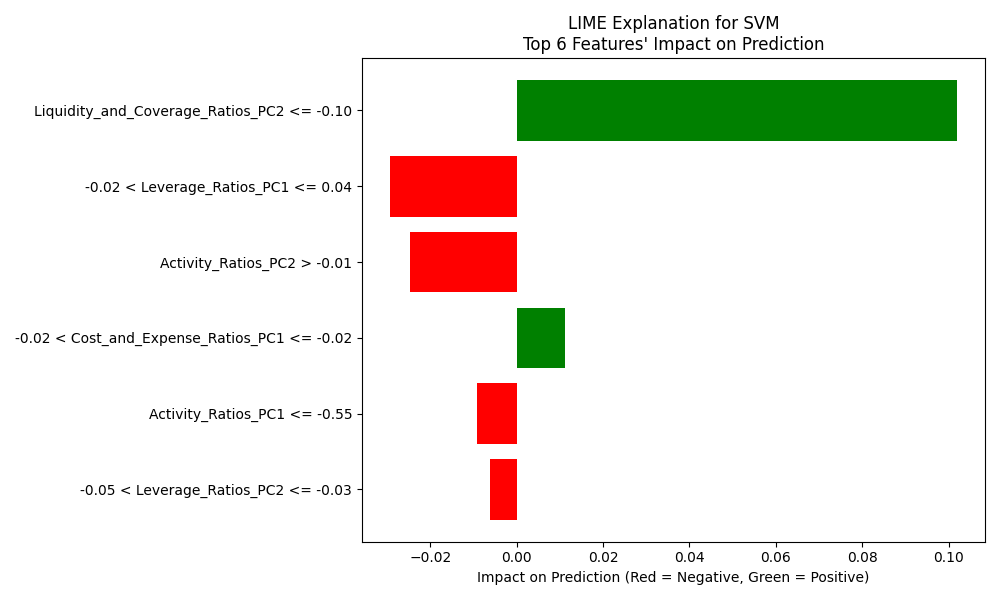 LIME Explanation for SVM
Top 6 Features' Impact on Prediction
Liquidity_and_Coverage_Ratios_PC2 <= -0.10
-0.02 < Leverage_Ratios_PC1 <= 0.04
Activity_Ratios_PC2 > -0.01
-0.02 < Cost_and_Expense_Ratios_PC1 <= -0.02
Activity_Ratios_PC1 <= -0.55
-0.05 < Leverage_Ratios_PC2 <= -0.03
−0.02 0.00 0.02 0.04 0.06 0.08 0.10
Impact on Prediction (Red = Negative, Green = Positive)